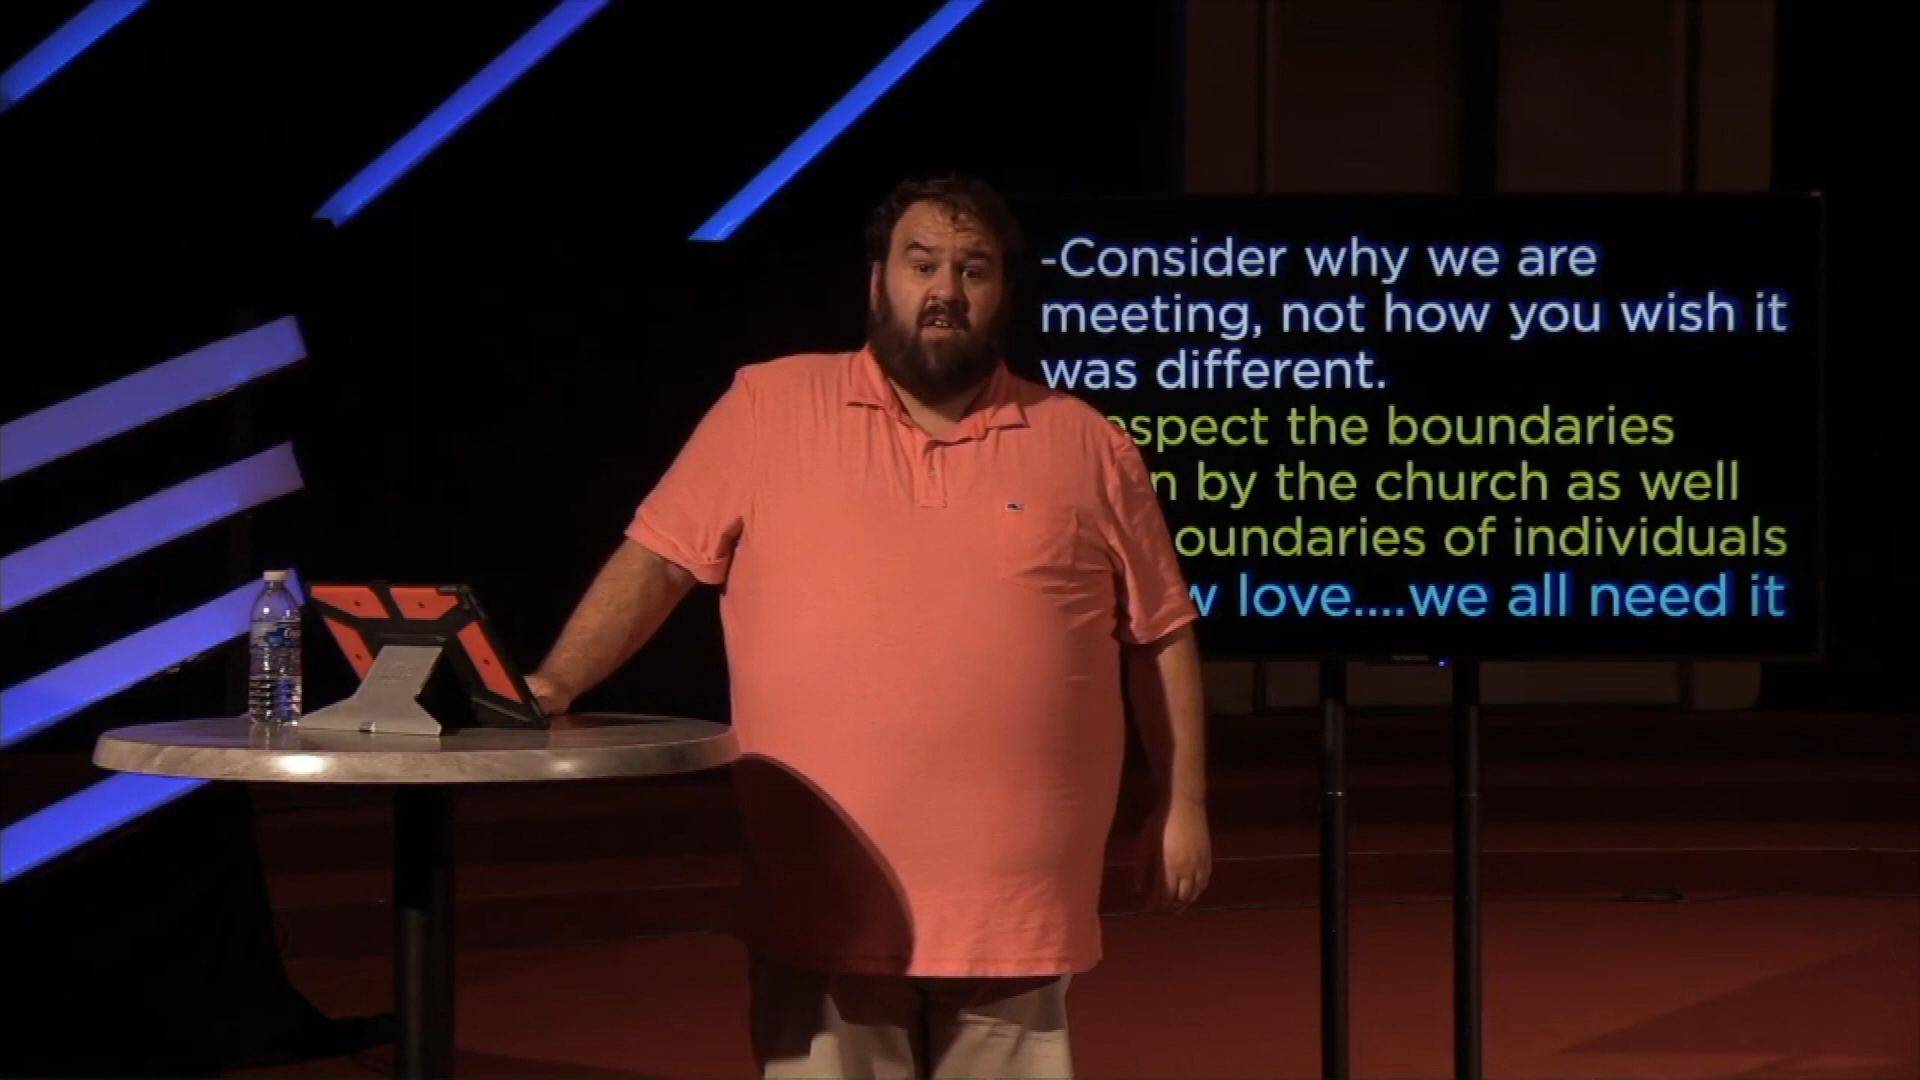 -Consider why we are
meeting, not how you wish it
was different.
espect the boundaries
n by the church as well
oundaries of individuals
w love....we all need it